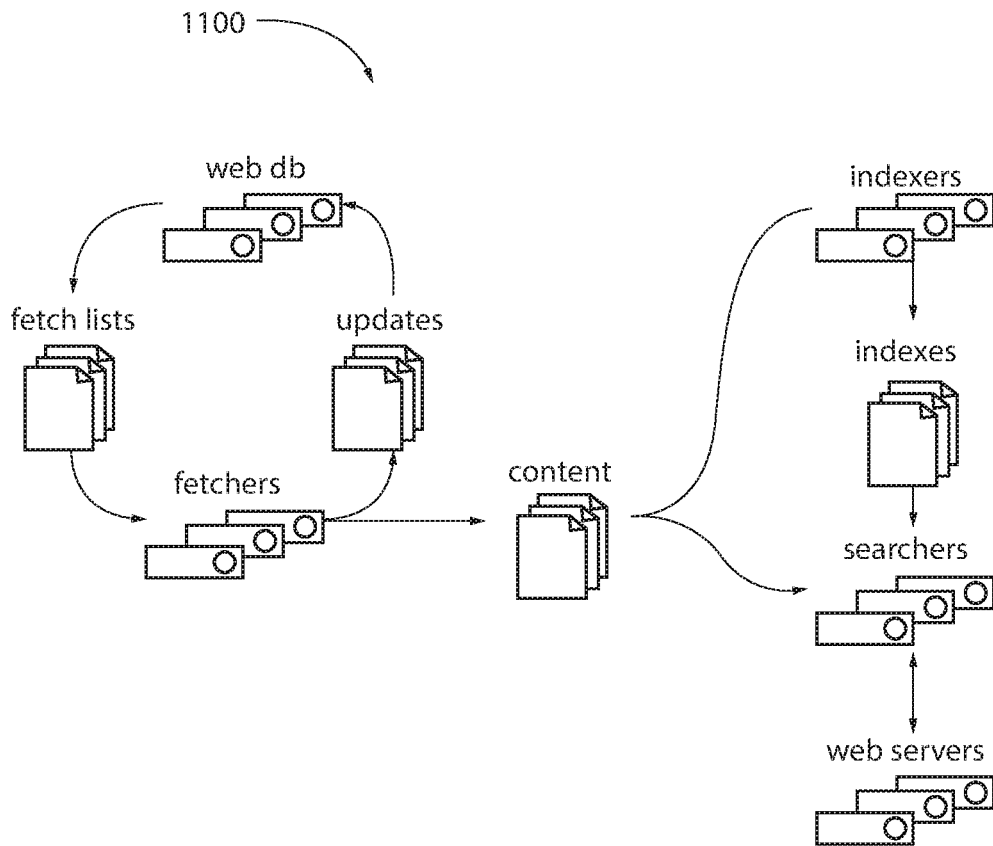 1100
web db
indexers
fetch lists
updates
indexes
fetchers
content
searchers
web servers